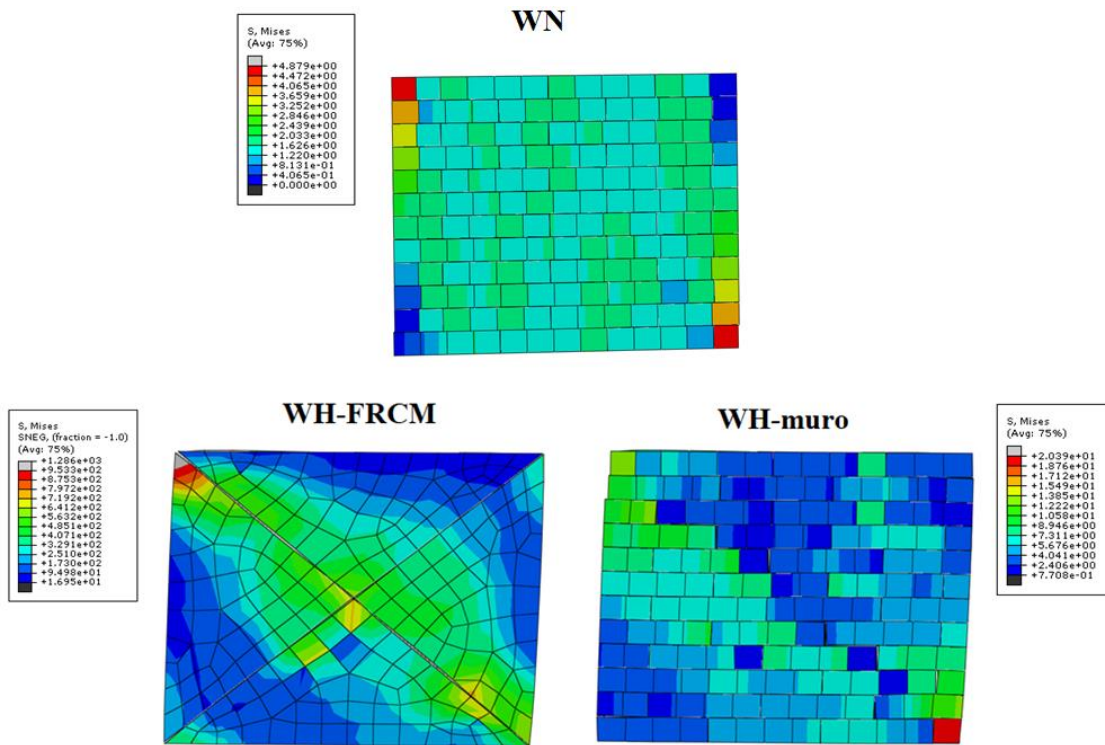 WN
S, Mises
(Avg: 75%)
+4.879e+00
+4.472e+00
+4.065e+00
+3.659e+00
+3.252e+00
+2.846e+00
+2.439e+00
+2.033e+00
+1.626e+00
+1.220e+00
+8.131e-01
+4.065e-01
+0.000e+00
WH-FRCM
S, Mises
SNEG, (fraction = -1.0)
(Avg: 75%)
+1.286e+03
+9.533e+02
+8.753e+02
+7.972e+02
+7.192e+02
+6.412e+02
+5.632e+02
+4.851e+02
+4.071e+02
+3.291e+02
+2.510e+02
+1.730e+02
+9.498e+01
+1.695e+01
WH-muro
S, Mises
(Avg: 75%)
+2.039e+01
+1.876e+01
+1.712e+01
+1.549e+01
+1.385e+01
+1.222e+01
+1.058e+01
+8.946e+00
+7.311e+00
+5.676e+00
+4.041e+00
+2.406e+00
+7.708e-01